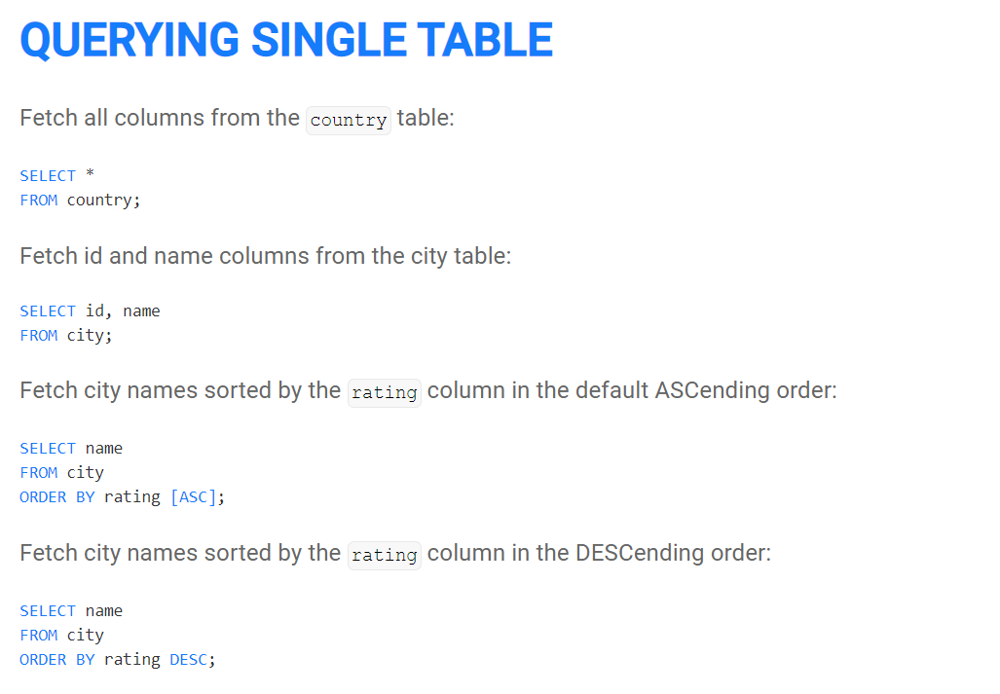 QUERYING SINGLE TABLE
Fetch all columns from the country table:
SELECT *
FROM country;
Fetch id and name columns from the city table:
SELECT id, name
FROM city;
Fetch city names sorted by the rating column in the default ASCending order:
SELECT name
FROM city
ORDER BY rating [ASC];
Fetch city names sorted by the rating column in the DESCending order:
SELECT name
FROM city
ORDER BY rating DESC;